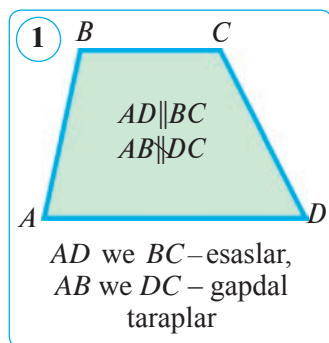 1
B C
AD||BC
AB∦DC
A D
AD we BC – esaslar,
AB we DC – gapdal
taraplar